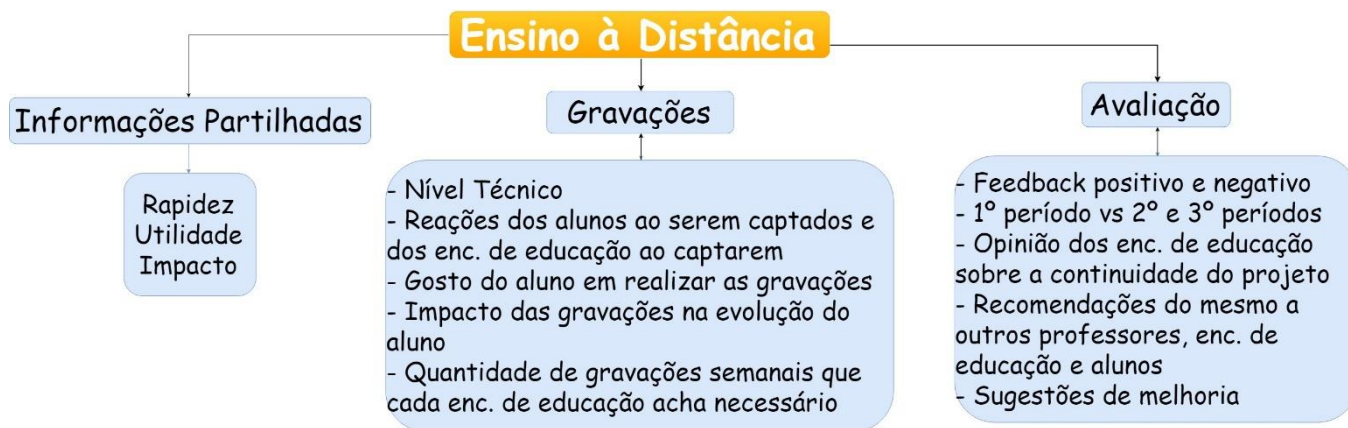 Ensino à Distância
Informações Partilhadas
Rapidez
Utilidade
Impacto
Gravações
- Nível Técnico
- Reações dos alunos ao serem captados e
dos enc. de educação ao captarem
- Gosto do aluno em realizar as gravações
- Impacto das gravações na evolução do
aluno
- Quantidade de gravações semanais que
cada enc. de educação acha necessário
Avaliação
- Feedback positivo e negativo
- 1º período vs 2º e 3º períodos
- Opinião dos enc. de educação
sobre a continuidade do projeto
- Recomendações do mesmo a
outros professores, enc. de
educação e alunos
- Sugestões de melhoria